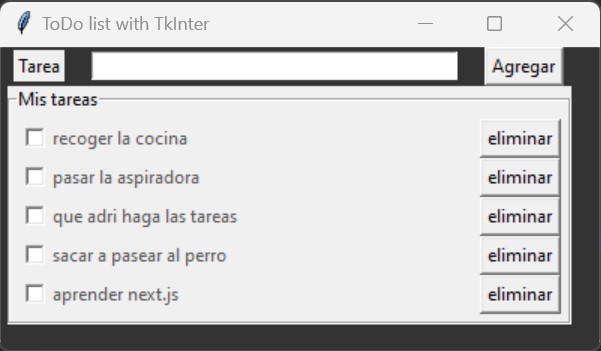 ToDo list with TkInter
Tarea Agregar
Mis tareas
recoger la cocina eliminar
pasar la aspiradora eliminar
que adri haga las tareas eliminar
sacar a pasear al perro eliminar
aprender next.js eliminar